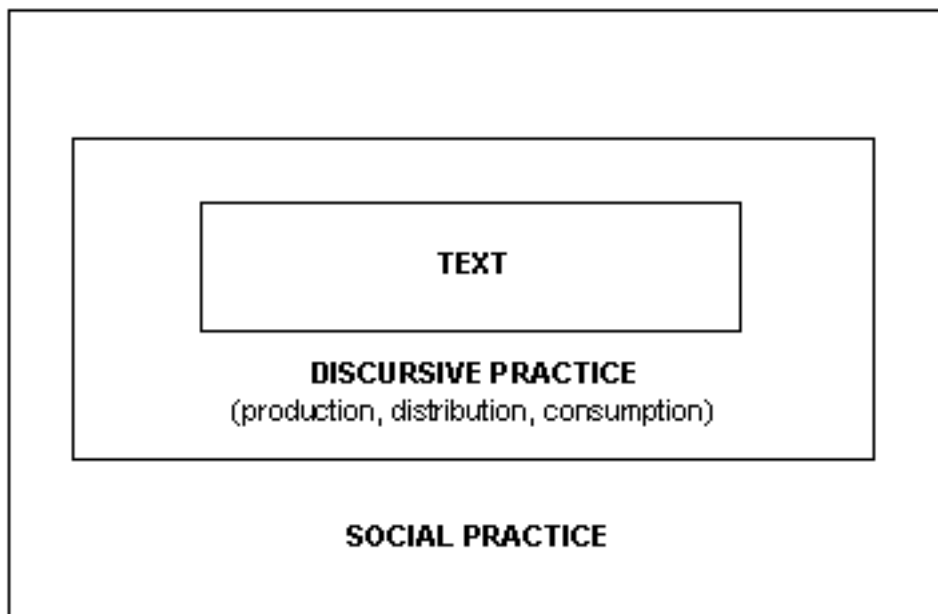 TEXT
DISCURSIVE PRACTICE
(production, distribution, consumption)
SOCIAL PRACTICE